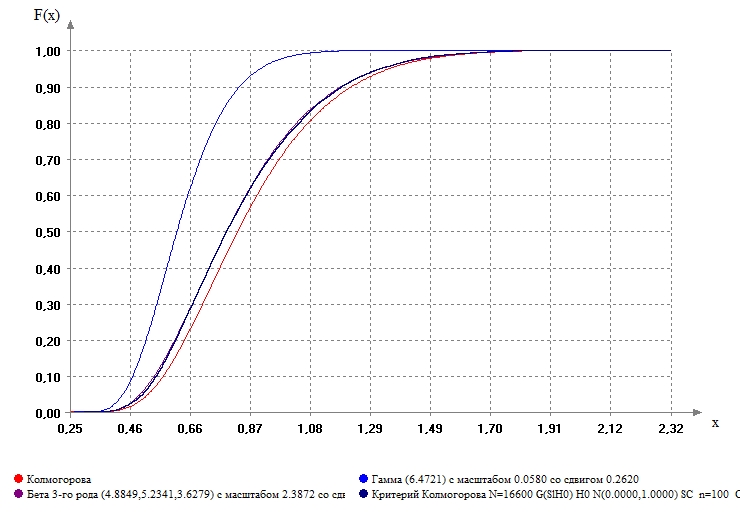 F(x)
1,00
0,90
0,80
0,70
0,60
0,50
0,40
0,30
0,20
0,10
0,00
0,25 0,46 0,66 0,87 1,08 1,29 1,49 1,70 1,91 2,12 2,32
x
Колмогорова
Гамма (6.4721) с масштабом 0.0580 со сдвигом 0.2620
Бета 3-го рода (4.8849,5.2341,3.6279) с масштабом 2.3872 со
Критерий Колмогорова N=16600 G(S|H0) H0 N(0.0000,1.0000) SC n=100